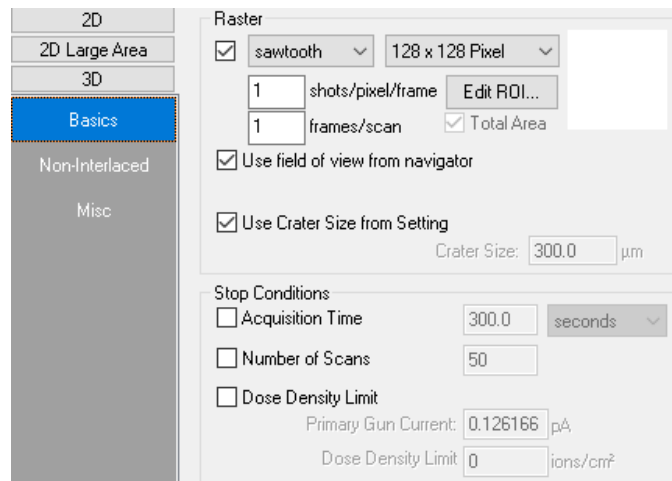 2D
2D Large Area
3D
Basics
Non-Interlaced
Misc
Raster
sawtooth 128 x 128 Pixel
1 shots/pixel/frame Edit ROI...
1 frames/scan Total Area
Use field of view from navigator
Use Crater Size from Setting
Crater Size: 300.0 µm
Stop Conditions
Acquisition Time 300.0 seconds
Number of Scans 50
Dose Density Limit
Primary Gun Current: 0.126166 pA
Dose Density Limit 0 ions/cm²